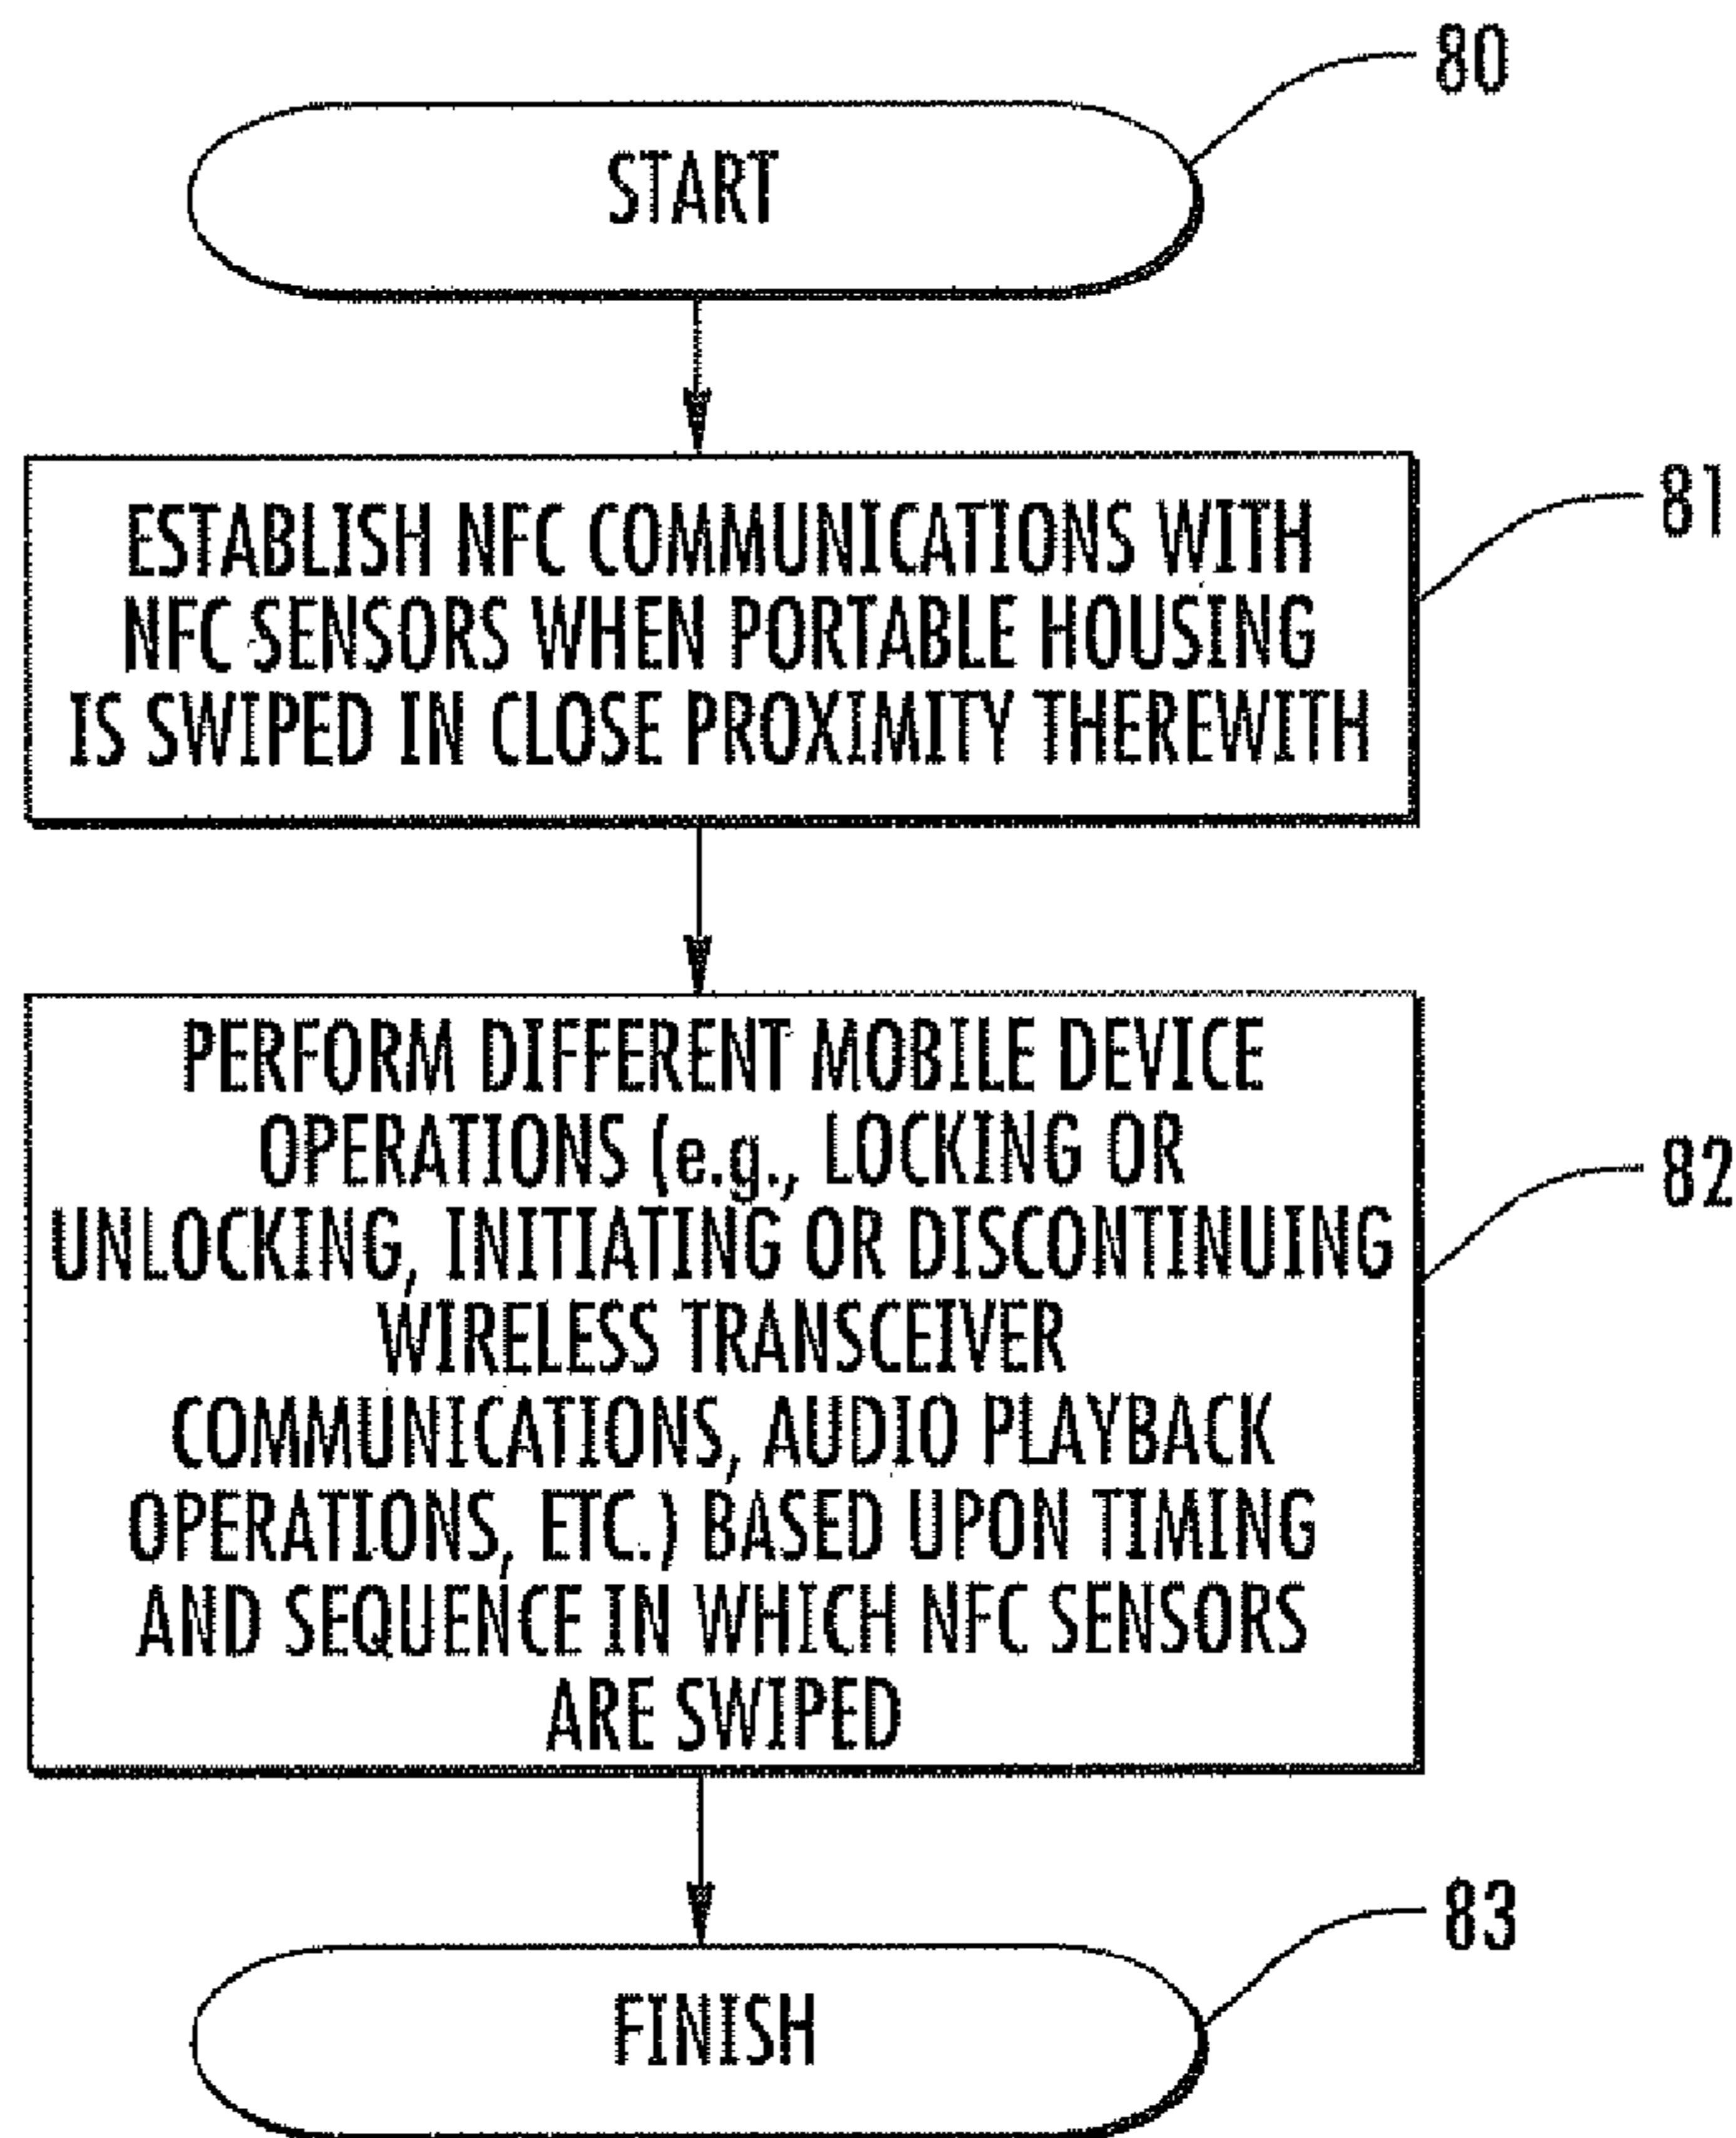 80
START
81
ESTABLISH NFC COMMUNICATIONS WITH
NFC SENSORS WHEN PORTABLE HOUSING
IS SWIPED IN CLOSE PROXIMITY THEREWITH
82
PERFORM DIFFERENT MOBILE DEVICE
OPERATIONS (e.g., LOCKING OR
UNLOCKING, INITIATING OR DISCONTINUING
WIRELESS TRANSCEIVER
COMMUNICATIONS, AUDIO PLAYBACK
OPERATIONS, ETC.) BASED UPON TIMING
AND SEQUENCE IN WHICH NFC SENSORS
ARE SWIPED
83
FINISH